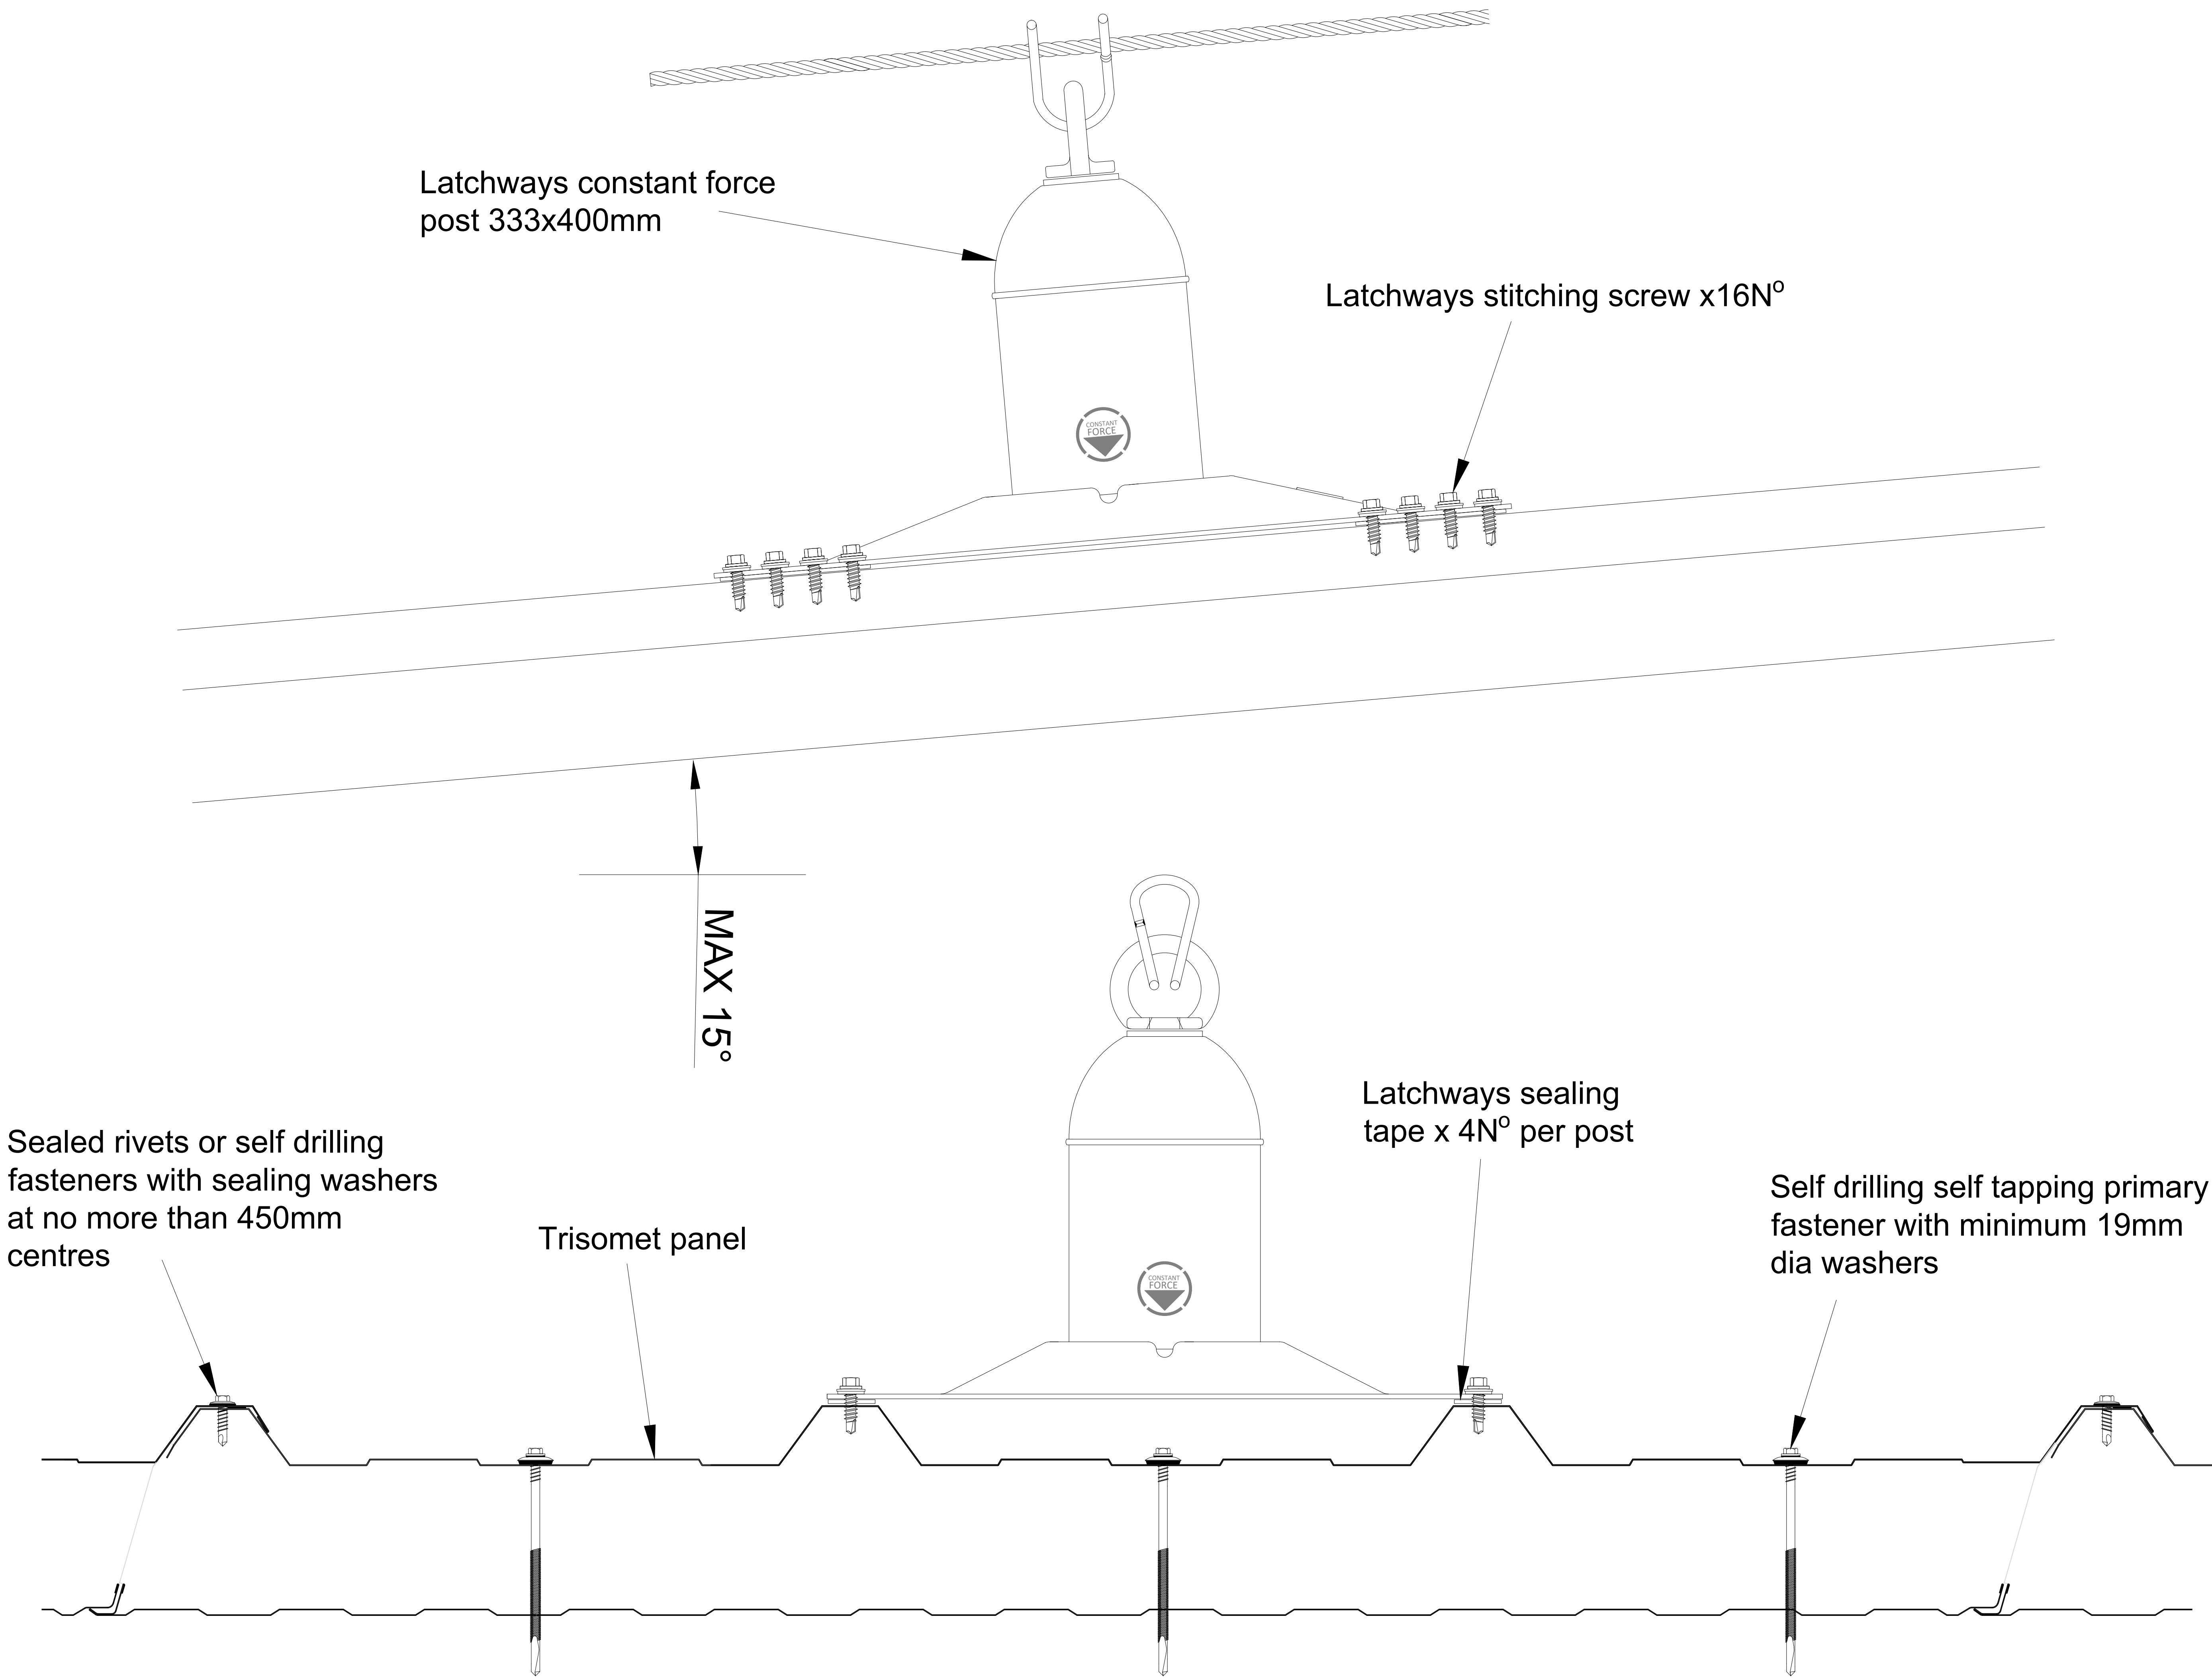 Latchways constant force
post 333x400mm
Latchways stitching screw x16Nº
CONSTANT
FORCE
MAX 15°
Latchways sealing
tape x 4Nº per post
Sealed rivets or self drilling
fasteners with sealing washers
at no more than 450mm
centres
Trisomet panel
Self drilling self tapping primary
fastener with minimum 19mm
dia washers
CONSTANT
FORCE